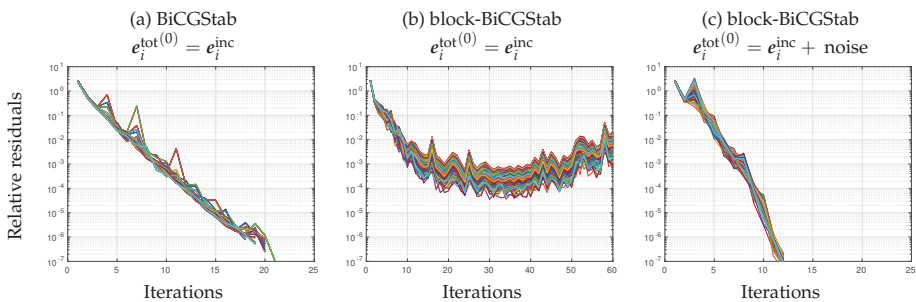 (a) BiCGStab
e_i^tot(0) = e_i^inc
(b) block-BiCGStab
e_i^tot(0) = e_i^inc
(c) block-BiCGStab
e_i^tot(0) = e_i^inc + noise
Relative residuals
10^1
10^0
10^-1
10^-2
10^-3
10^-4
10^-5
10^-6
10^-7
0 5 10 15 20 25
Iterations
10^1
10^0
10^-1
10^-2
10^-3
10^-4
10^-5
10^-6
10^-7
0 10 20 30 40 50 60
Iterations
10^1
10^0
10^-1
10^-2
10^-3
10^-4
10^-5
10^-6
10^-7
0 5 10 15 20 25
Iterations